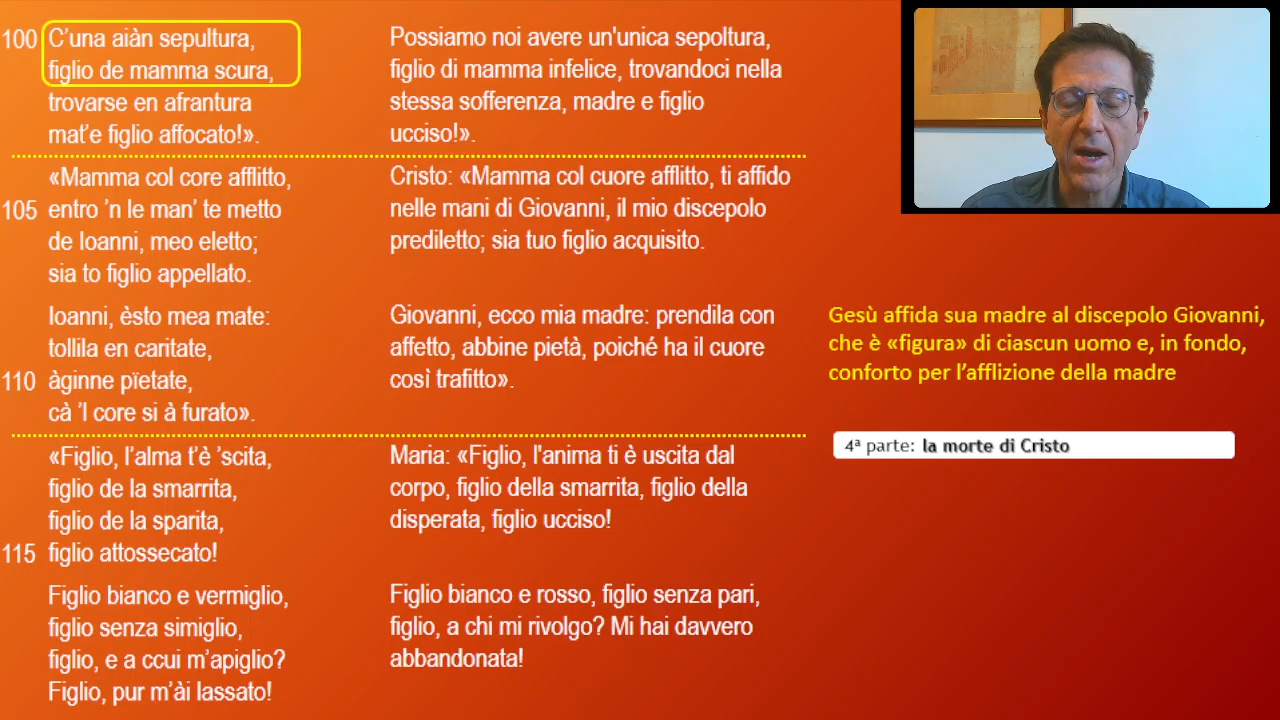 100 C'una aiàn sepultura,
figlio de mamma scura,
trovarse en afrantura
mat'e figlio affocato!».
«Mamma col core afflitto,
105 entro 'n le man' te metto
de Ioanni, meo eletto;
sia to figlio appellato.
Ioanni, èsto mea mate:
tollila en caritate,
110 àginne pïetate,
cà 'l core si à furato».
«Figlio, l'alma t'è 'scita,
figlio de la smarrita,
figlio de la sparita,
115 figlio attossecato!
Figlio bianco e vermiglio,
figlio senza simiglio,
figlio, e a ccui m'apiglio?
Figlio, pur m'ài lassato!
Possiamo noi avere un'unica sepoltura,
figlio di mamma infelice, trovandoci nella
stessa sofferenza, madre e figlio
ucciso!».
Cristo: «Mamma col cuore afflitto, ti affido
nelle mani di Giovanni, il mio discepolo
prediletto; sia tuo figlio acquisito.
Giovanni, ecco mia madre: prendila con
affetto, abbine pietà, poiché ha il cuore
così trafitto».
Maria: «Figlio, l'anima ti è uscita dal
corpo, figlio della smarrita, figlio della
disperata, figlio ucciso!
Figlio bianco e rosso, figlio senza pari,
figlio, a chi mi rivolgo? Mi hai davvero
abbandonata!
Gesù affida sua madre al discepolo Giovanni,
che è «figura» di ciascun uomo e, in fondo,
conforto per l'afflizione della madre
4ª parte: la morte di Cristo